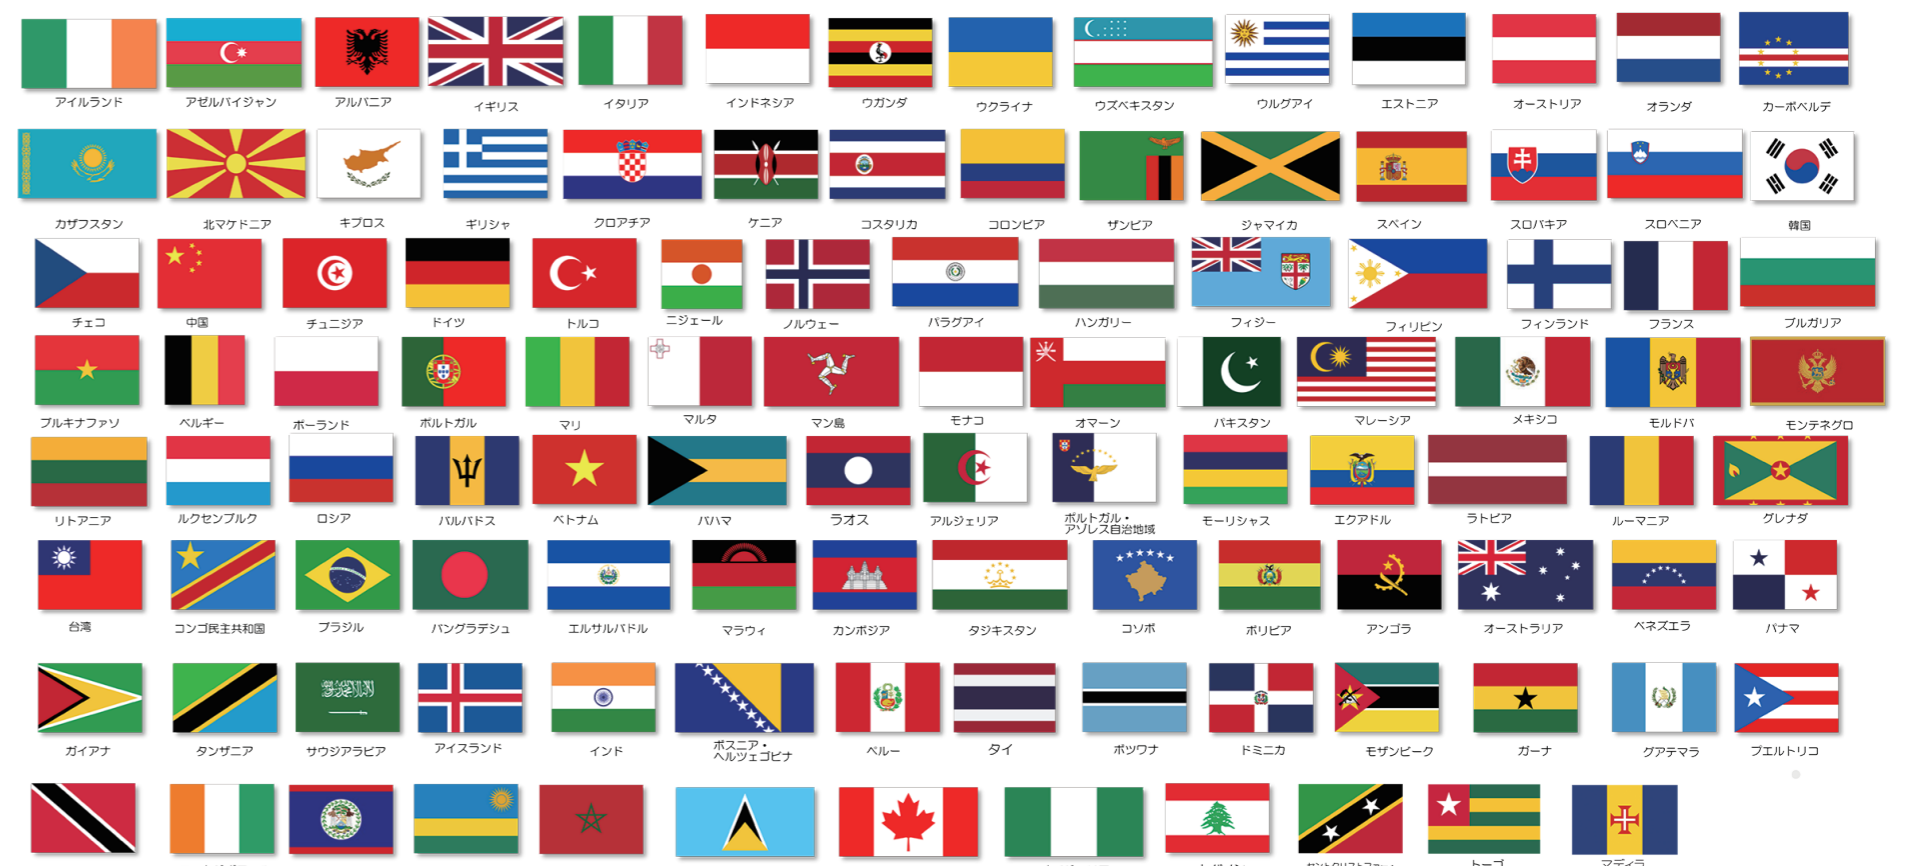 アイルランド
アゼルバイジャン
アルバニア
イギリス
イタリア
インドネシア
ウガンダ
ウクライナ
ウズベキスタン
ウルグアイ
エストニア
オーストリア
オランダ
カーボベルデ
カザフスタン
北マケドニア
キプロス
ギリシャ
クロアチア
ケニア
コスタリカ
コロンビア
ザンビア
ジャマイカ
スペイン
スロバキア
スロベニア
韓国
チェコ
中国
チュニジア
ドイツ
トルコ
ニジェール
ノルウェー
パラグアイ
ハンガリー
フィジー
フィリピン
フィンランド
フランス
ブルガリア
ブルキナファソ
ベルギー
ポーランド
ポルトガル
マリ
マルタ
マン島
モナコ
オマーン
パキスタン
マレーシア
メキシコ
モルドバ
モンテネグロ
リトアニア
ルクセンブルク
ロシア
バルバドス
ベトナム
バハマ
ラオス
アルジェリア
ポルトガル・
アゾレス自治地域
モーリシャス
エクアドル
ラトビア
ルーマニア
グレナダ
台湾
コンゴ民主共和国
ブラジル
バングラデシュ
エルサルバドル
マラウィ
カンボジア
タジキスタン
コソボ
ボリビア
アンゴラ
オーストラリア
ベネズエラ
パナマ
ガイアナ
タンザニア
サウジアラビア
アイスランド
インド
ボスニア・
ヘルツェゴビナ
ペルー
タイ
ボツワナ
ドミニカ
モザンビーク
ガーナ
グアテマラ
プエルトリコ
トーゴ
マディラ